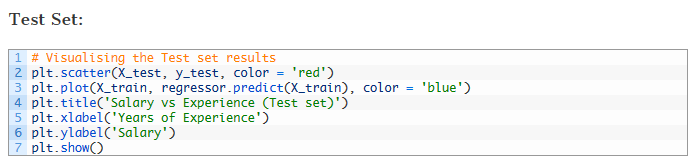 Test Set:
1 # Visualising the Test set results
2 plt.scatter(X_test, y_test, color = 'red')
3 plt.plot(X_train, regressor.predict(X_train), color = 'blue')
4 plt.title('Salary vs Experience (Test set)')
5 plt.xlabel('Years of Experience')
6 plt.ylabel('Salary')
7 plt.show()